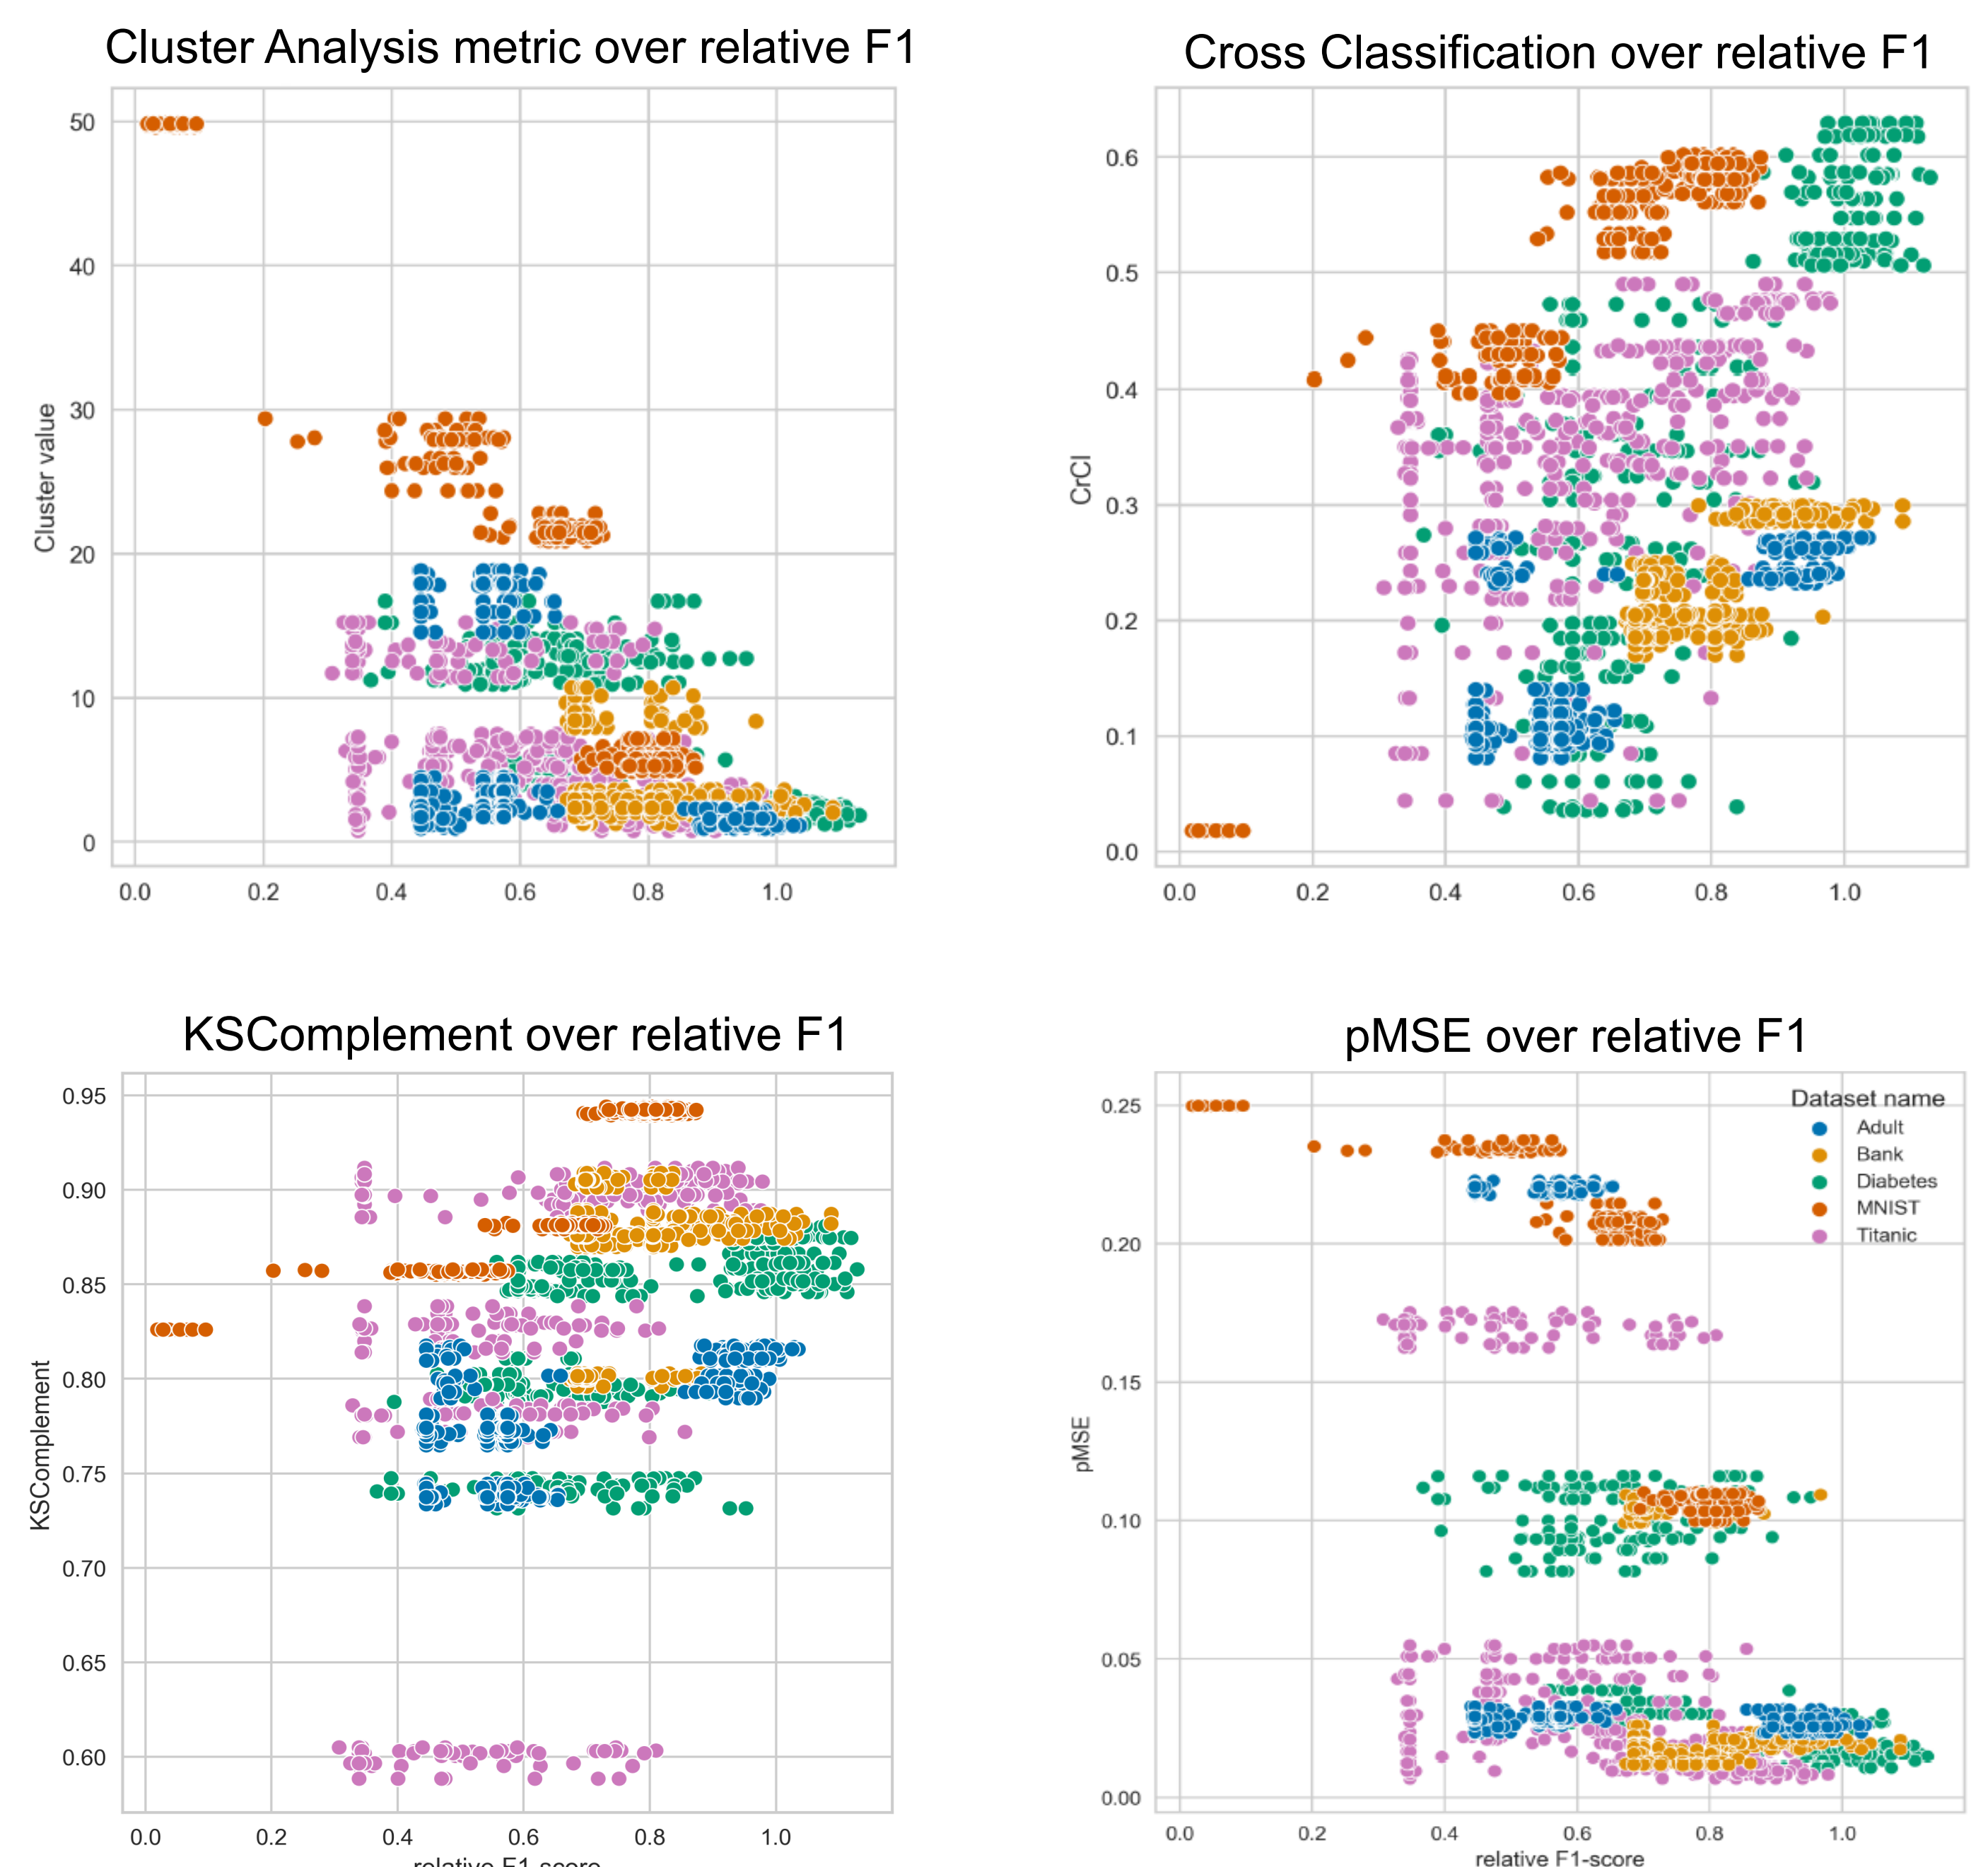 Cluster Analysis metric over relative F1
Cluster value
50
40
30
20
10
0
0.0 0.2 0.4 0.6 0.8 1.0
Cross Classification over relative F1
CrCl
0.6
0.5
0.4
0.3
0.2
0.1
0.0
0.0 0.2 0.4 0.6 0.8 1.0
KSComplement over relative F1
KSComplement
0.95
0.90
0.85
0.80
0.75
0.70
0.65
0.60
0.0 0.2 0.4 0.6 0.8 1.0
relative F1-score
pMSE over relative F1
pMSE
0.25
0.20
0.15
0.10
0.05
0.00
Dataset name
Adult
Bank
Diabetes
MNIST
Titanic
0.0 0.2 0.4 0.6 0.8 1.0
relative F1-score